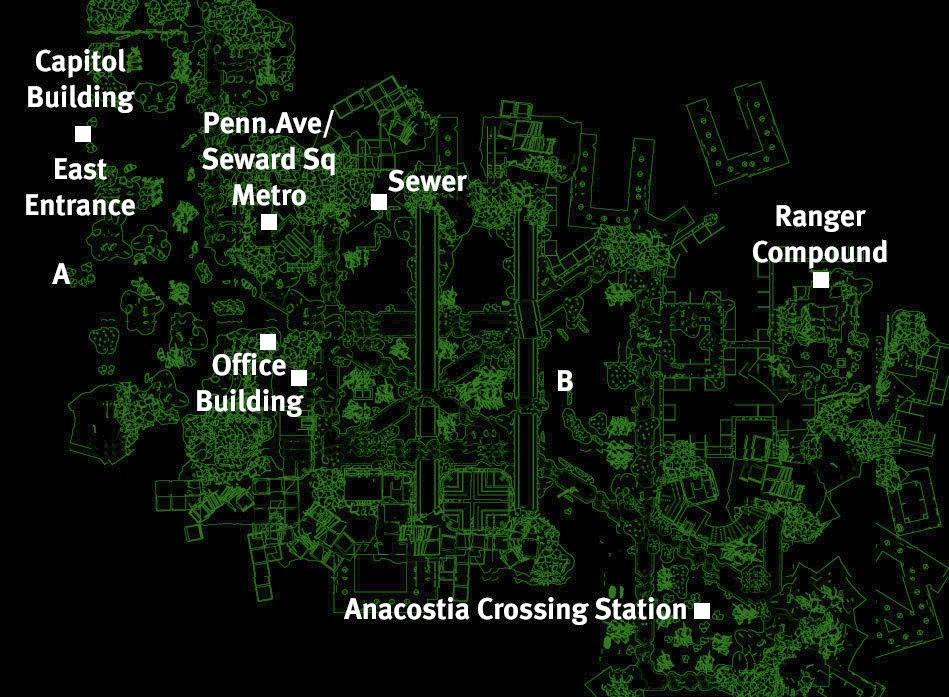 Capitol
Building
East
Entrance
A
Penn.Ave/
Seward Sq
Metro
Sewer
Ranger
Compound
Office
Building
B
Anacostia Crossing Station